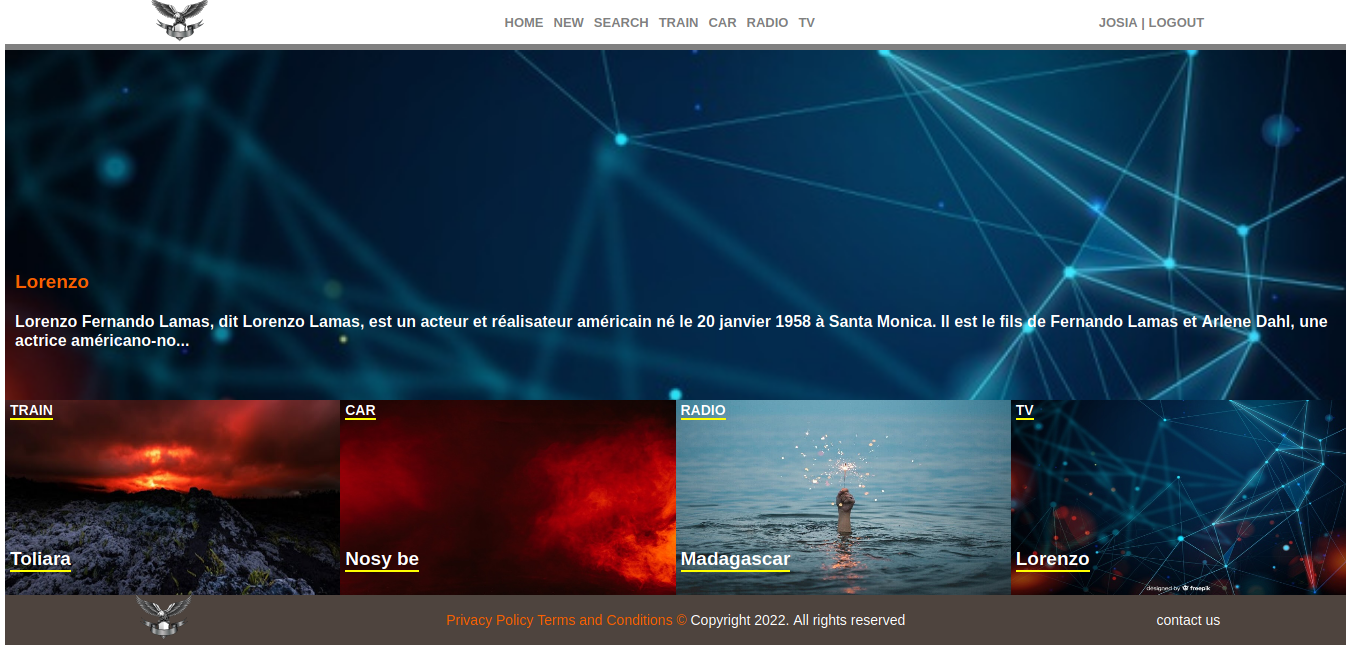 HOME NEW SEARCH TRAIN CAR RADIO TV
JOSIA | LOGOUT
Lorenzo
Lorenzo Fernando Lamas, dit Lorenzo Lamas, est un acteur et réalisateur américain né le 20 janvier 1958 à Santa Monica. Il est le fils de Fernando Lamas et Arlene Dahl, une
actrice américano-no...
TRAIN
Toliara
CAR
Nosy be
RADIO
Madagascar
TV
Lorenzo
designed by freepik
Privacy Policy Terms and Conditions © Copyright 2022. All rights reserved
contact us